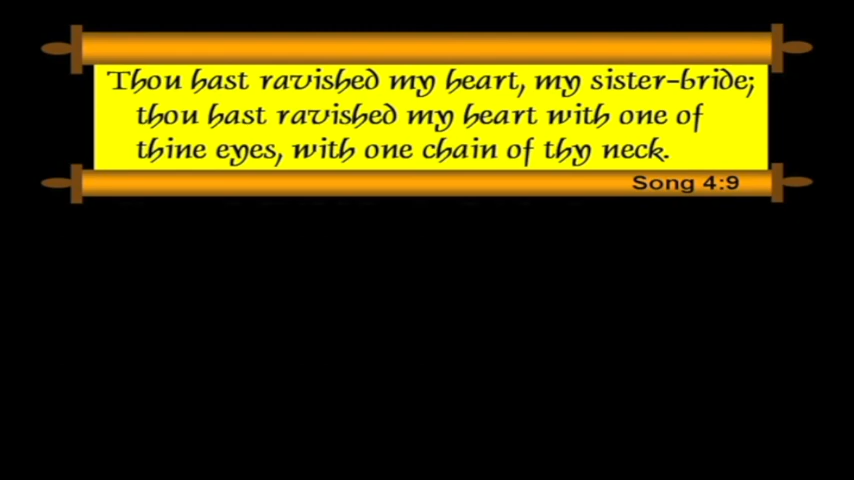 Thou hast ravished my heart, my sister-bride;
thou hast ravished my heart with one of
thine eyes, with one chain of thy neck.
Song 4:9